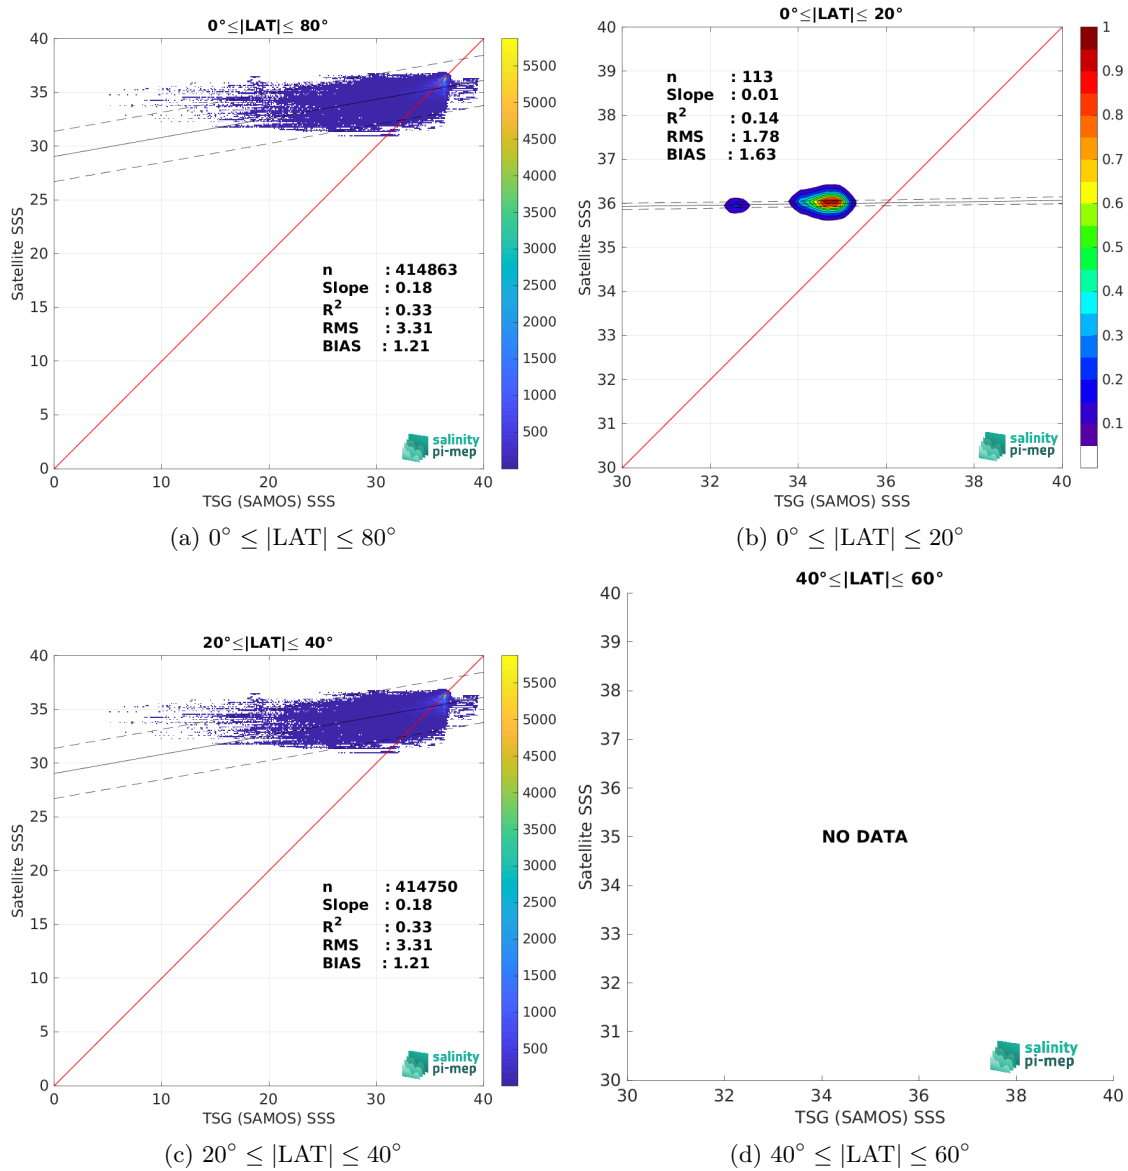 0°≤|LAT|≤ 80°
40
35
30
25
20
15
10
5
0
Satellite SSS
n : 414863
Slope : 0.18
R² : 0.33
RMS : 3.31
BIAS : 1.21
salinity
pi-mep
0 10 20 30 40
TSG (SAMOS) SSS
5500
5000
4500
4000
3500
3000
2500
2000
1500
1000
500
(a) 0° ≤ |LAT| ≤ 80°
0°≤|LAT|≤ 20°
40
39
38
37
36
35
34
33
32
31
30
Satellite SSS
n : 113
Slope : 0.01
R² : 0.14
RMS : 1.78
BIAS : 1.63
salinity
pi-mep
30 32 34 36 38 40
TSG (SAMOS) SSS
1
0.9
0.8
0.7
0.6
0.5
0.4
0.3
0.2
0.1
(b) 0° ≤ |LAT| ≤ 20°
20°≤|LAT|≤ 40°
40
35
30
25
20
15
10
5
0
Satellite SSS
n : 414750
Slope : 0.18
R² : 0.33
RMS : 3.31
BIAS : 1.21
salinity
pi-mep
0 10 20 30 40
TSG (SAMOS) SSS
5500
5000
4500
4000
3500
3000
2500
2000
1500
1000
500
(c) 20° ≤ |LAT| ≤ 40°
40°≤|LAT|≤ 60°
40
39
38
37
36
35
34
33
32
31
30
Satellite SSS
NO DATA
salinity
pi-mep
30 32 34 36 38 40
TSG (SAMOS) SSS
(d) 40° ≤ |LAT| ≤ 60°